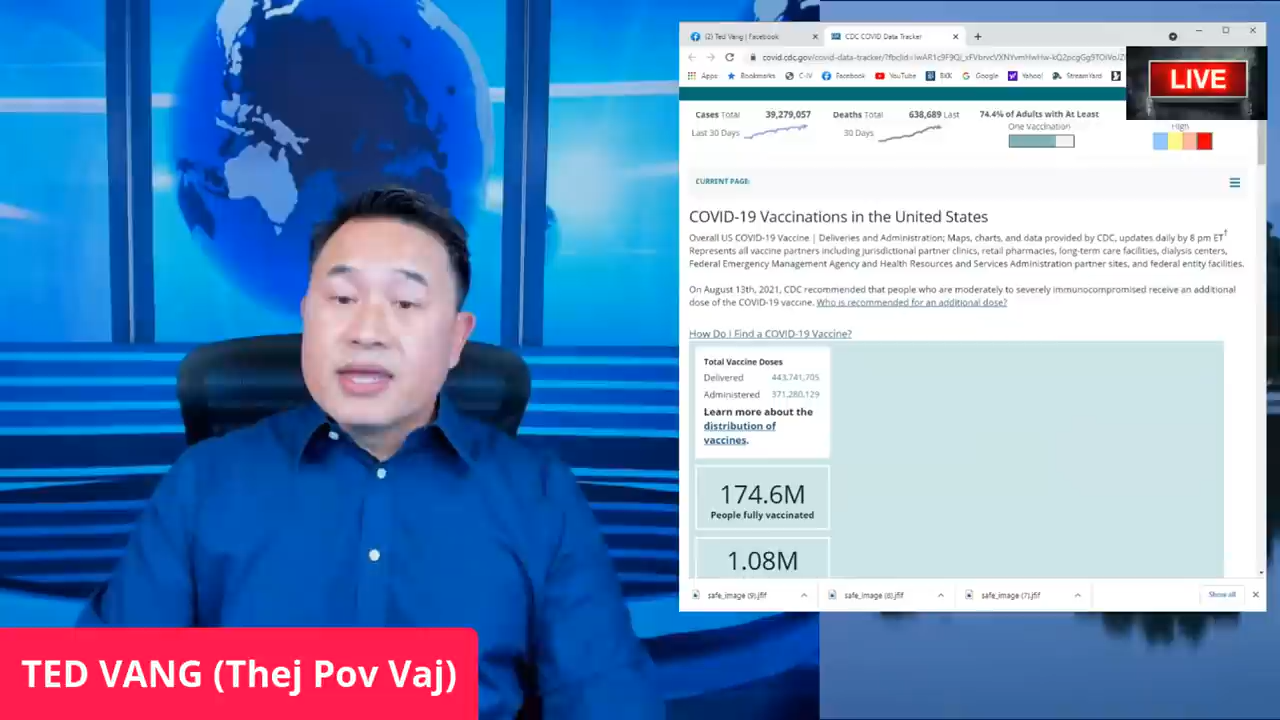 (2) Ted Vang | Facebook
CDC COVID Data Tracker
Apps
Bookmarks
Facebook
YouTube
BKK
Google
Yahoo!
StreamYard
LIVE
Cases Total 39,279,057
Last 30 Days
Deaths Total 638,689 Last
30 Days
74.4% of Adults with At Least
One Vaccination
High
CURRENT PAGE:
COVID-19 Vaccinations in the United States
Overall US COVID-19 Vaccine | Deliveries and Administration; Maps, charts, and data provided by CDC, updates daily by 8 pm ET†
Represents all vaccine partners including jurisdictional partner clinics, retail pharmacies, long-term care facilities, dialysis centers,
Federal Emergency Management Agency and Health Resources and Services Administration partner sites, and federal entity facilities.
On August 13th, 2021, CDC recommended that people who are moderately to severely immunocompromised receive an additional
dose of the COVID-19 vaccine. Who is recommended for an additional dose?
How Do I Find a COVID-19 Vaccine?
Total Vaccine Doses
Delivered 443,741,705
Administered 371,280,129
Learn more about the
distribution of
vaccines.
174.6M
People fully vaccinated
1.08M
safe_image (9).jfif
safe_image (8).jfif
safe_image (7).jfif
Show all
TED VANG (Thej Pov Vaj)